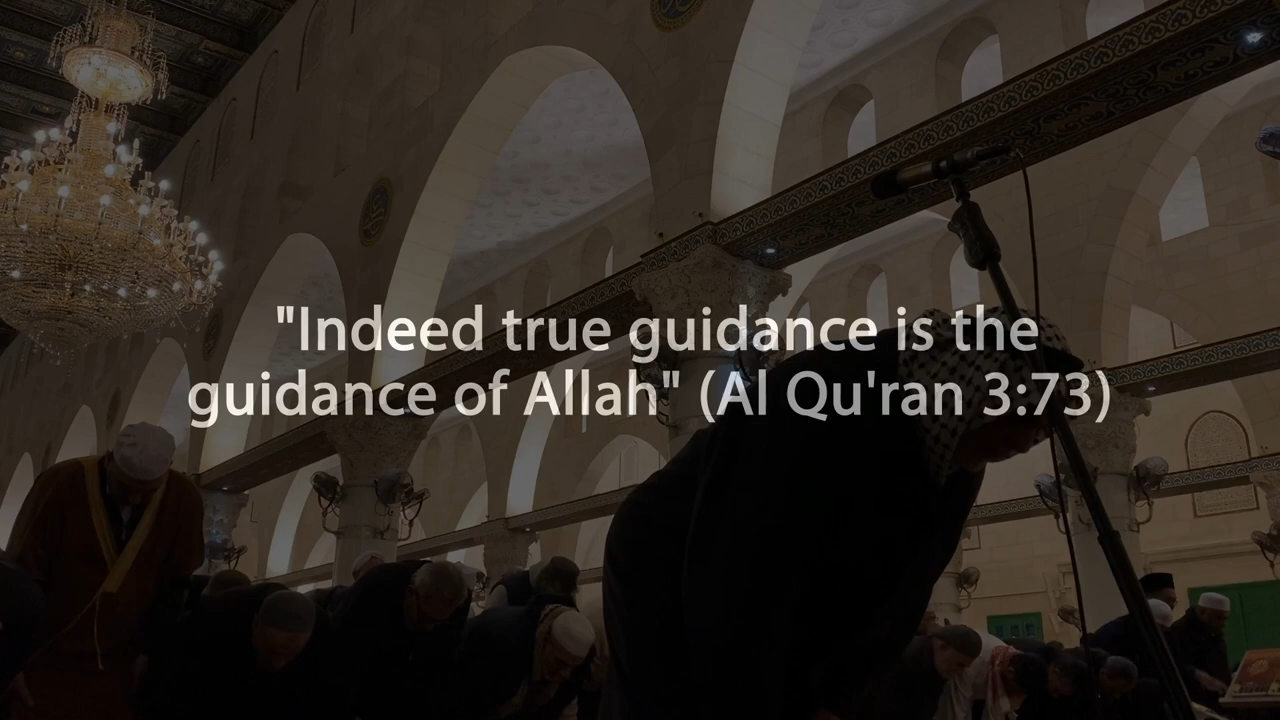 "Indeed true guidance is the
guidance of Allah" (Al Qu'ran 3:73)